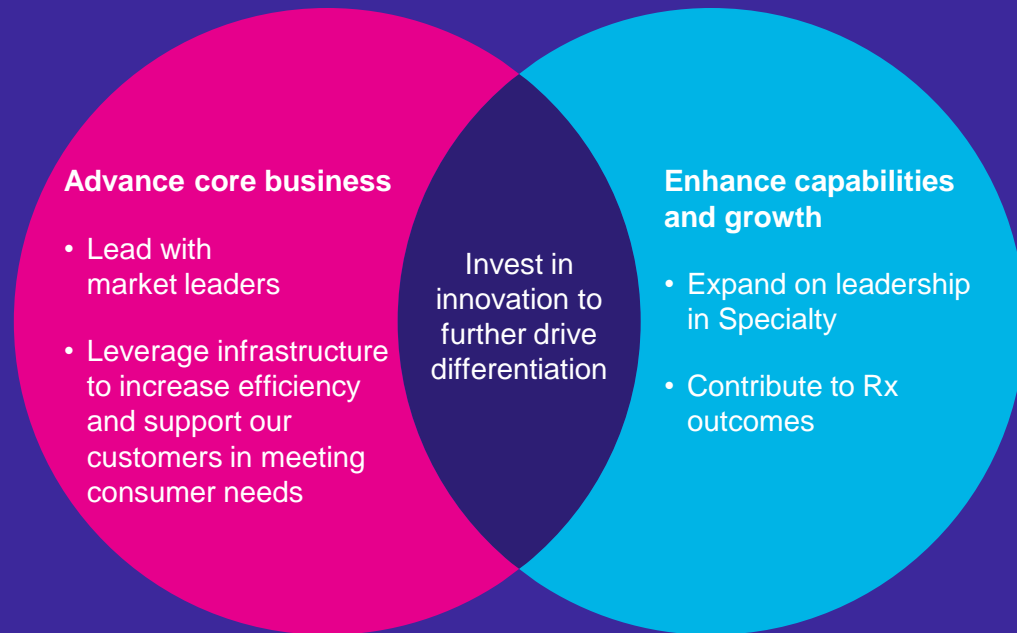 Advance core business
• Lead with
market leaders
• Leverage infrastructure
to increase efficiency
and support our
customers in meeting
consumer needs
Invest in
innovation to
further drive
differentiation
Enhance capabilities
and growth
• Expand on leadership
in Specialty
• Contribute to Rx
outcomes